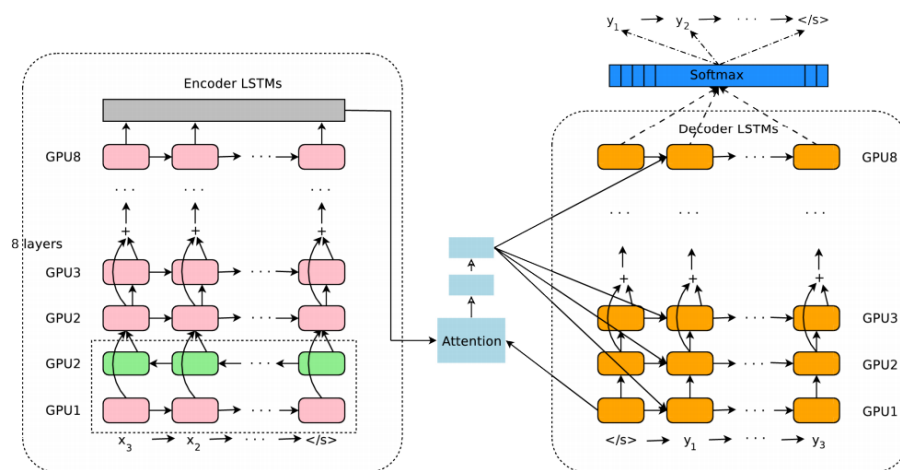 y1 y2 · · · </s>
Softmax
Encoder LSTMs
Decoder LSTMs
GPU8
GPU8
· · · · · · · · ·
· · · · · · · · ·
+ + +
8 layers
GPU3
+ + +
GPU2
GPU3
Attention
GPU2
GPU2
GPU1
GPU1
x3 x2 · · · </s>
</s> y1 · · · y3